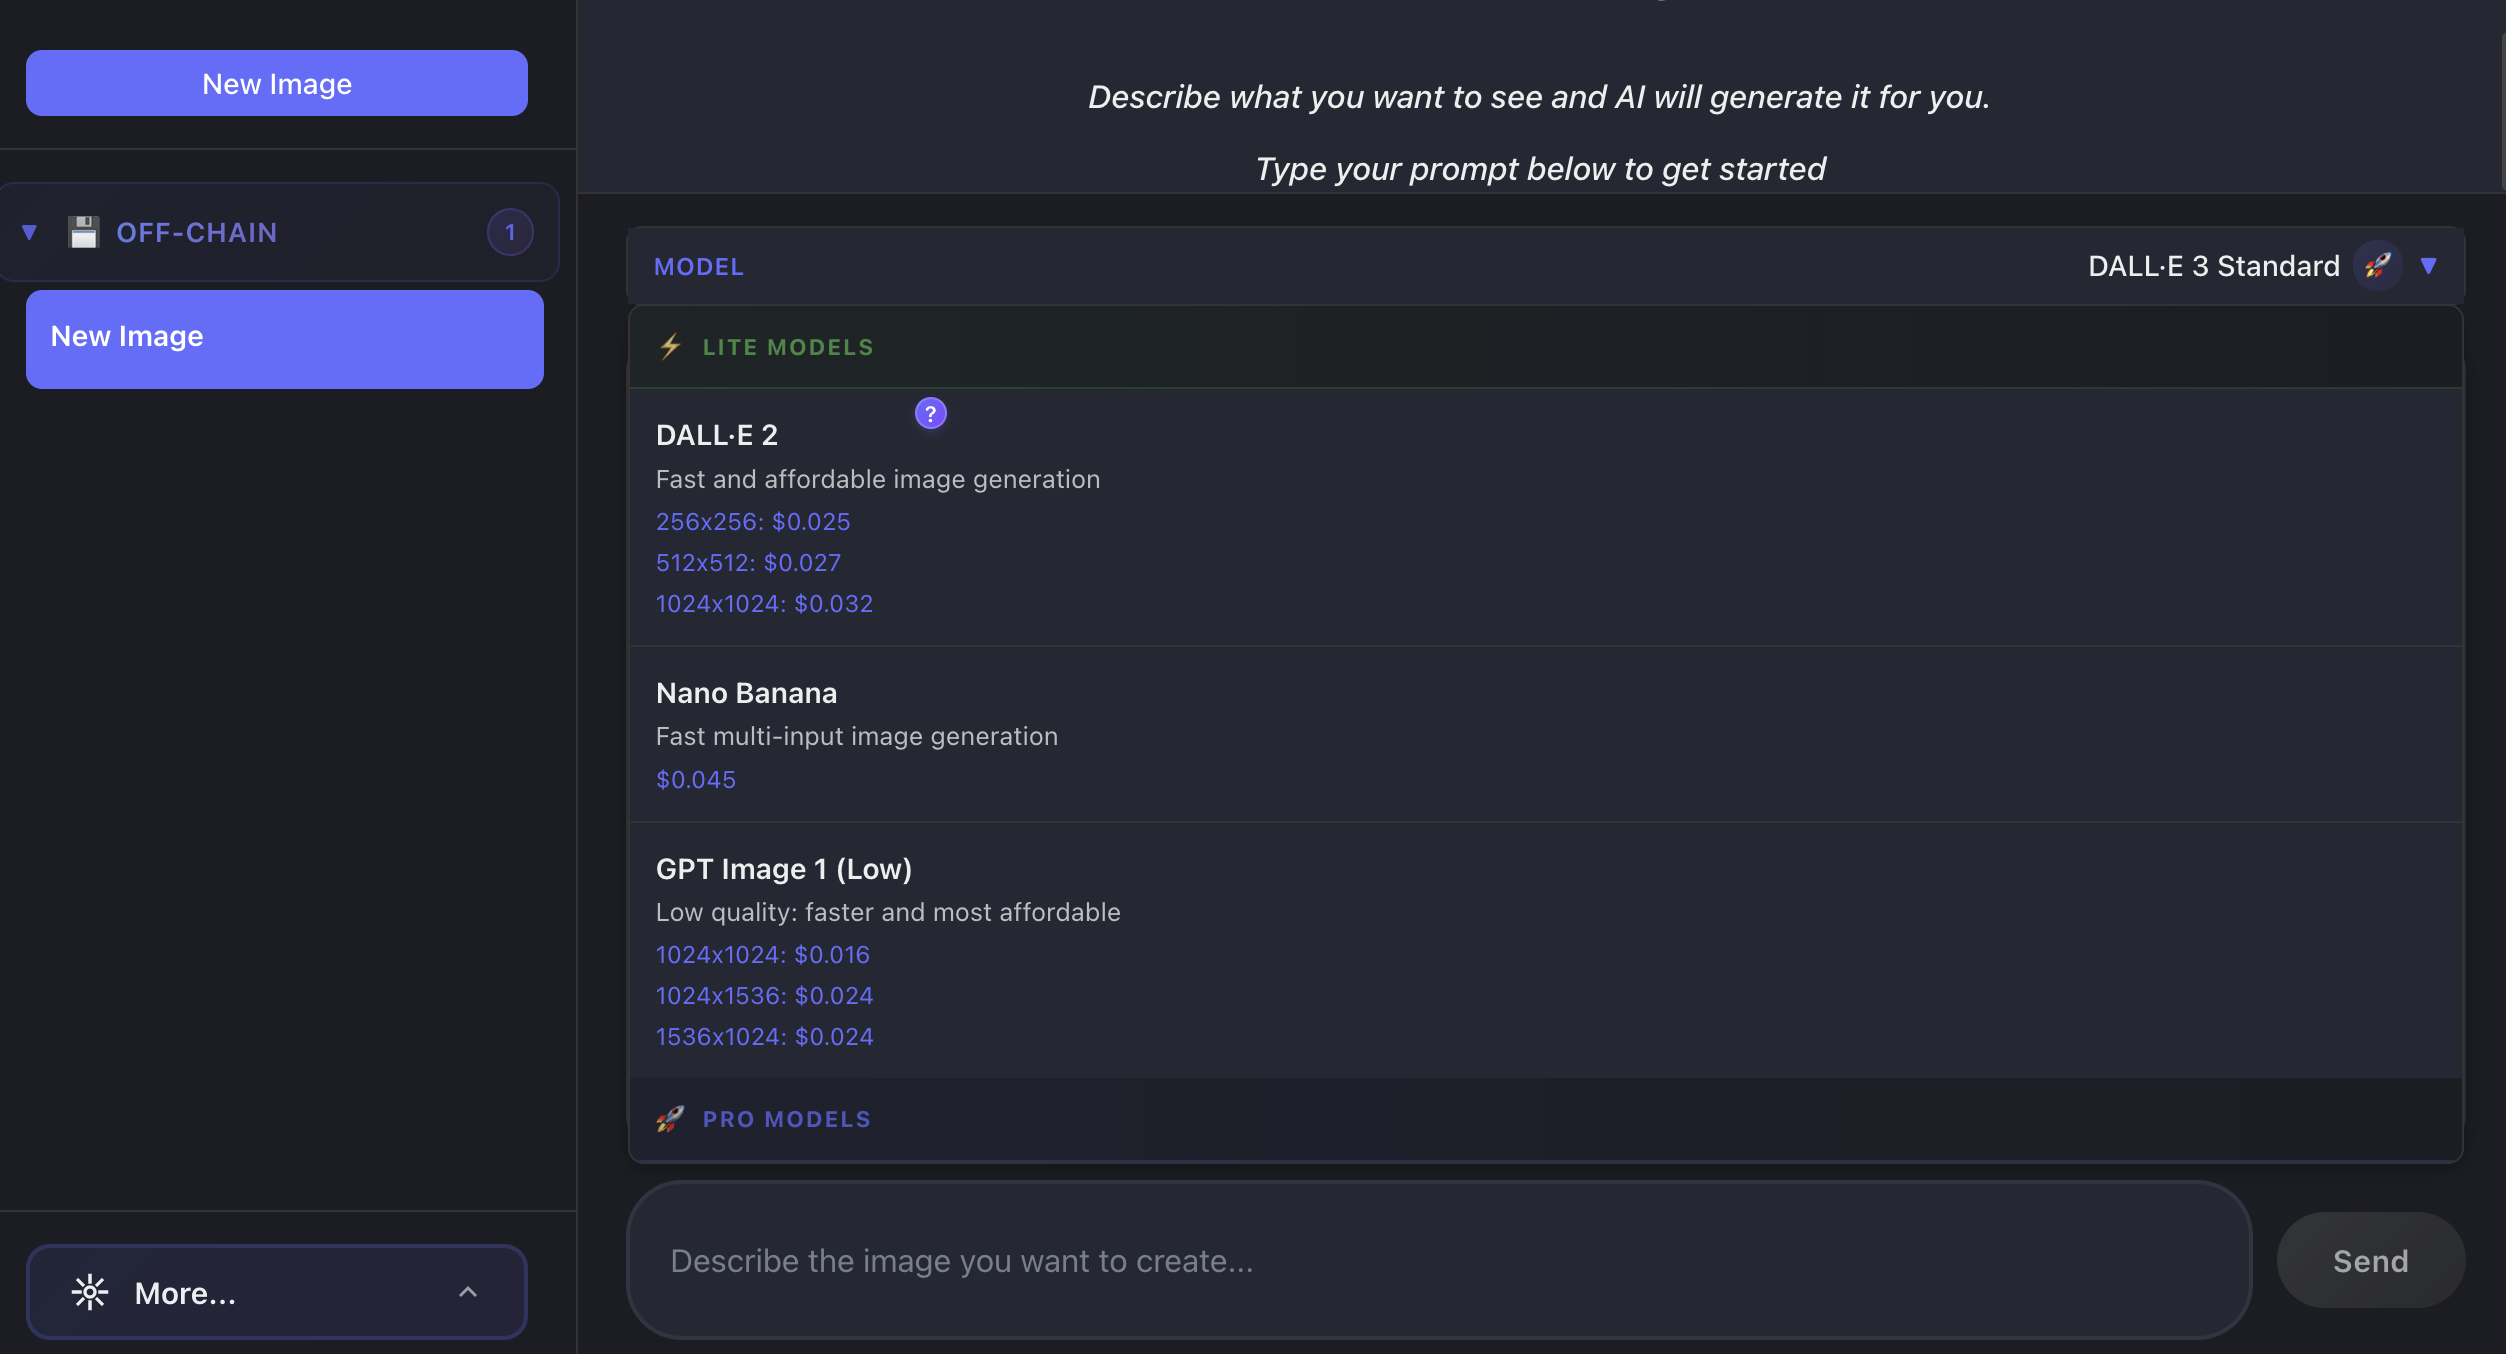 New Image
OFF-CHAIN
1
New Image
More...
Describe what you want to see and AI will generate it for you.
Type your prompt below to get started
MODEL
DALL·E 3 Standard
LITE MODELS
?
DALL·E 2
Fast and affordable image generation
256x256: $0.025
512x512: $0.027
1024x1024: $0.032
Nano Banana
Fast multi-input image generation
$0.045
GPT Image 1 (Low)
Low quality: faster and most affordable
1024x1024: $0.016
1024x1536: $0.024
1536x1024: $0.024
PRO MODELS
Describe the image you want to create...
Send